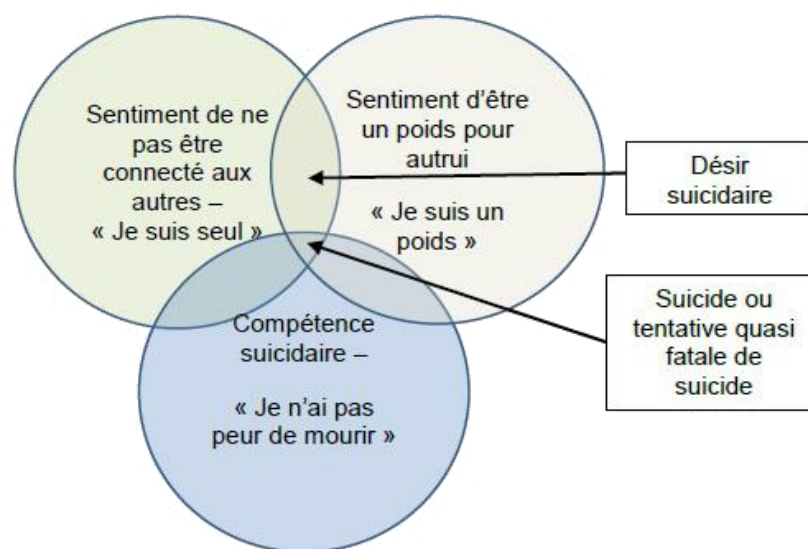 Sentiment de ne
pas être
connecté aux
autres –
« Je suis seul »
Sentiment d'être
un poids pour
autrui
« Je suis un
poids »
Désir
suicidaire
Suicide ou
tentative quasi
fatale de
suicide
Compétence
suicidaire –
« Je n'ai pas
peur de mourir »